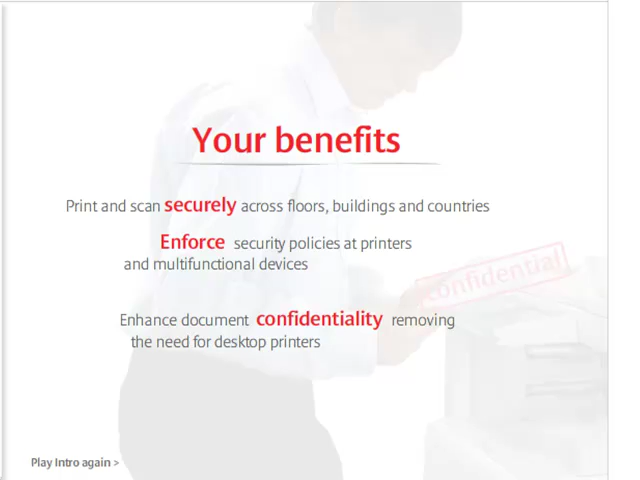 Your benefits
Print and scan securely across floors, buildings and countries
Enforce security policies at printers
and multifunctional devices
confidential
Enhance document confidentiality removing
the need for desktop printers
Play Intro again >